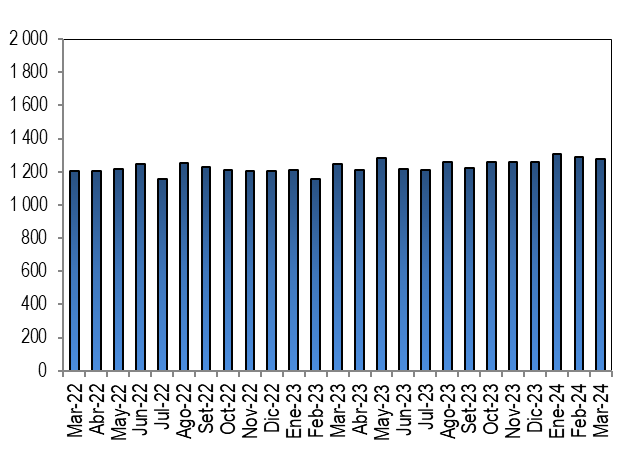 2 000
1 800
1 600
1 400
1 200
1 000
800
600
400
200
0
Mar-22
Abr-22
May-22
Jun-22
Jul-22
Ago-22
Set-22
Oct-22
Nov-22
Dic-22
Ene-23
Feb-23
Mar-23
Abr-23
May-23
Jun-23
Jul-23
Ago-23
Set-23
Oct-23
Nov-23
Dic-23
Ene-24
Feb-24
Mar-24